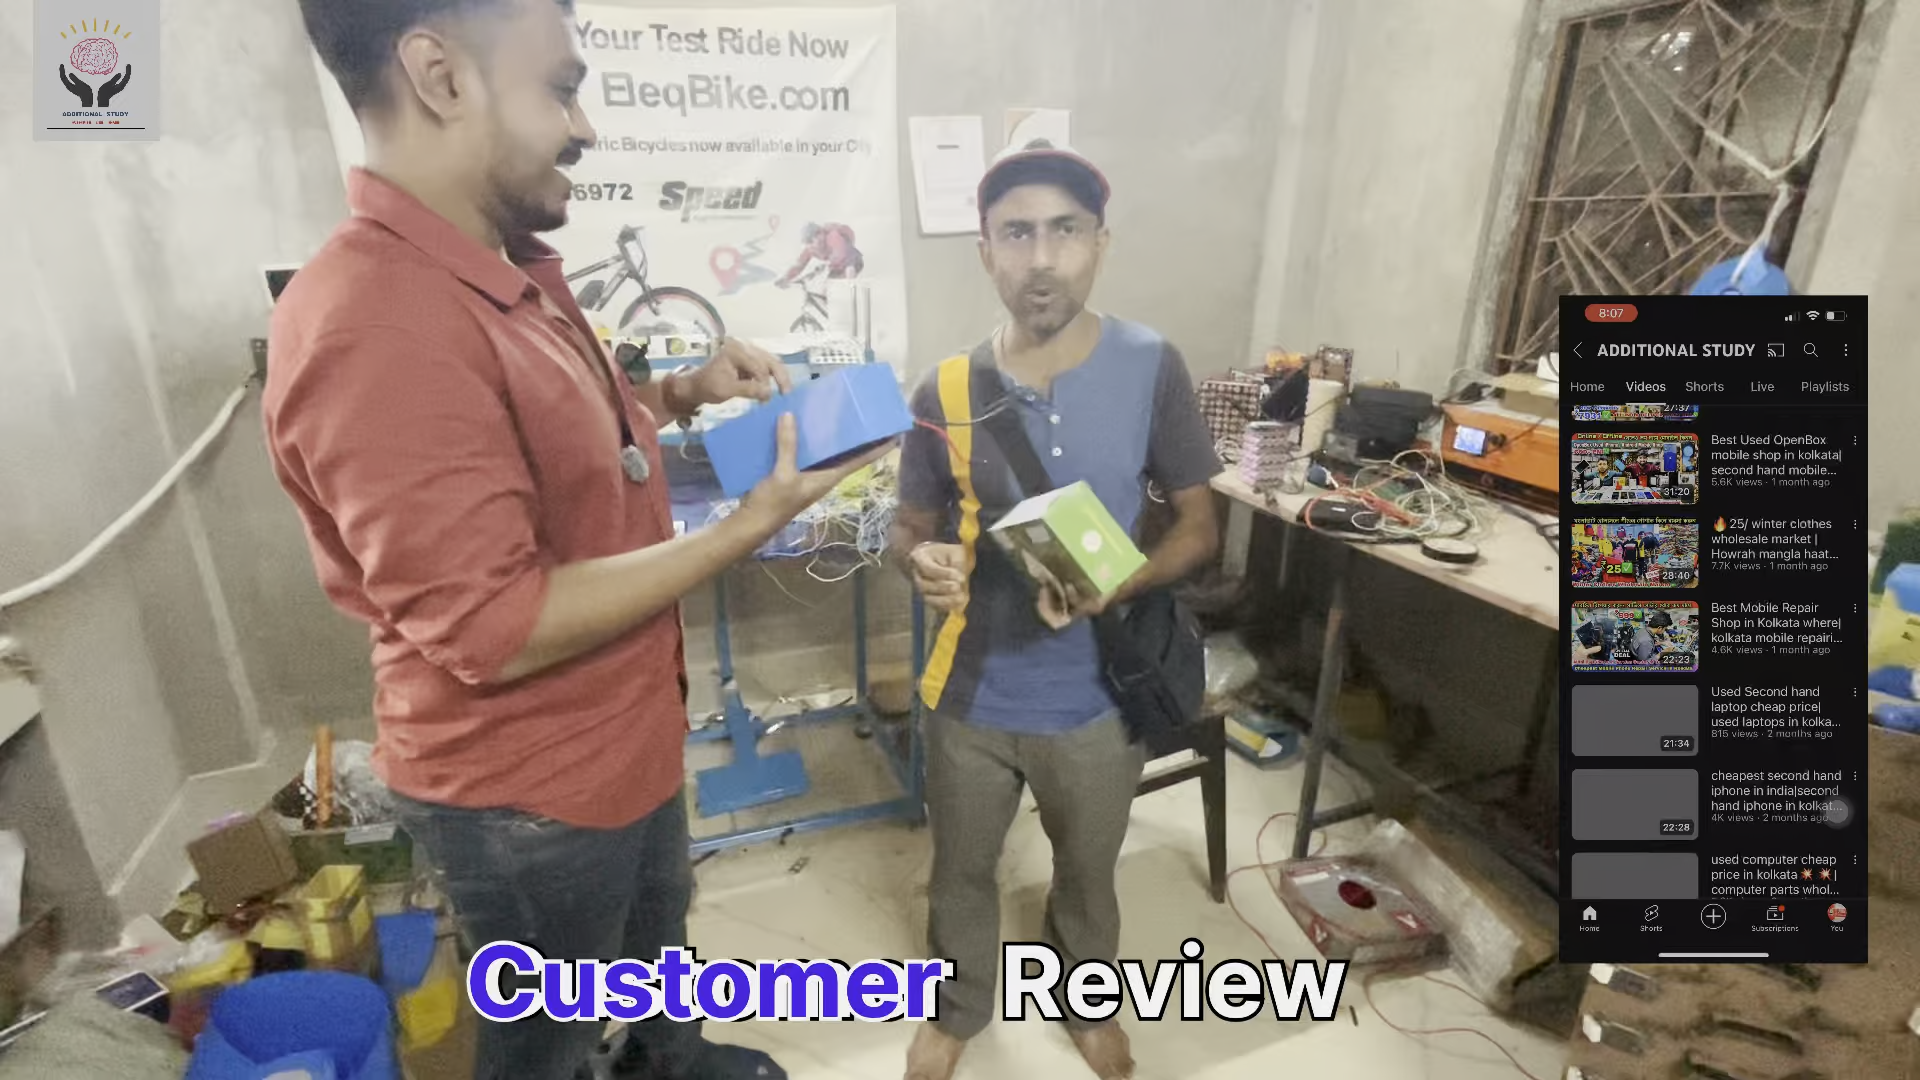 ADDITIONAL STUDY
Your Test Ride Now
EleqBike.com
ric Bicycles now available in your City
6972 Speed
8:07
ADDITIONAL STUDY
Home Videos Shorts Live Playlists
27:37
Best Used OpenBox
mobile shop in kolkata|
second hand mobile...
5.6K views · 1 month ago
31:20
🔥25/ winter clothes
wholesale market |
Howrah mangla haat...
7.7K views · 1 month ago
25
28:40
Best Mobile Repair
Shop in Kolkata where|
kolkata mobile repairi...
4.6K views · 1 month ago
22:23
Used Second hand
laptop cheap price|
used laptops in kolka...
815 views · 2 months ago
21:34
cheapest second hand
iphone in india|second
hand iphone in kolkat...
4K views · 2 months ago
22:28
used computer cheap
price in kolkata💥💥|
computer parts whol...
Home Shorts Subscriptions You
Customer Review